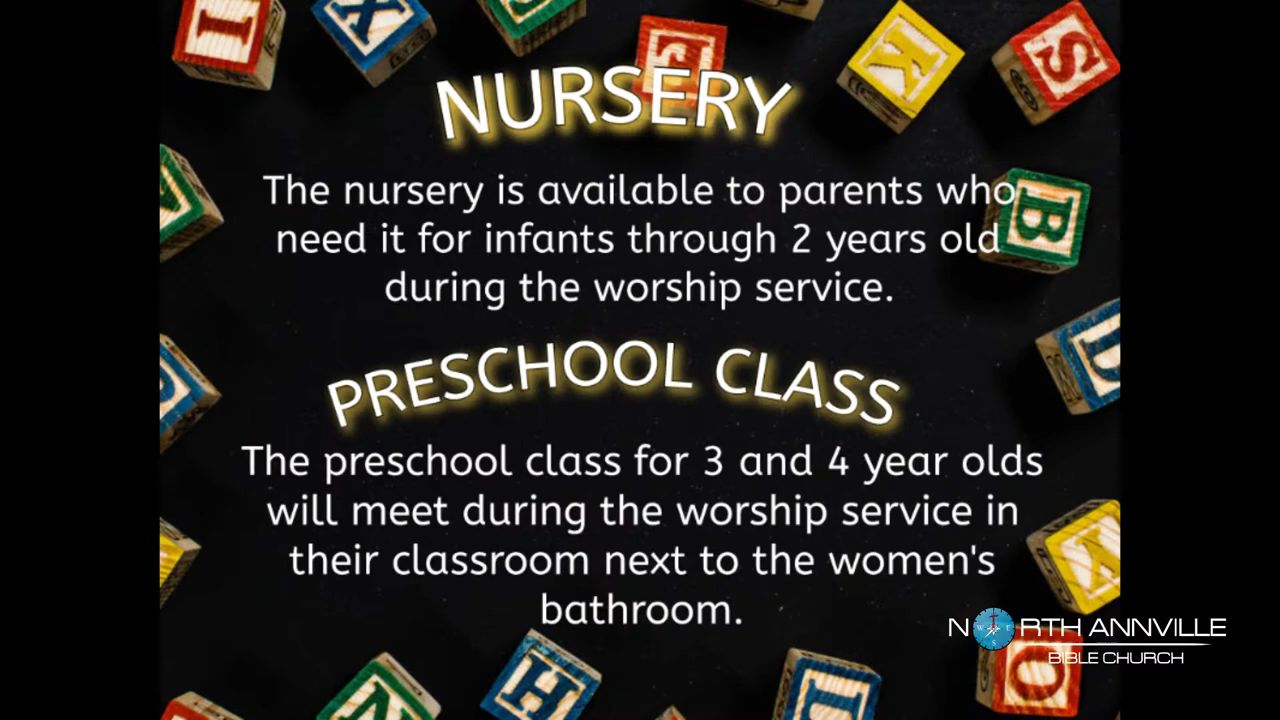 I
X
K
S
NURSERY
The nursery is available to parents who
need it for infants through 2 years old
B
during the worship service.
PRESCHOOL CLASS
The preschool class for 3 and 4 year olds
will meet during the worship service in
their classroom next to the women's
bathroom.
NORTH ANNVILLE
W E
S
BIBLE CHURCH
H
O